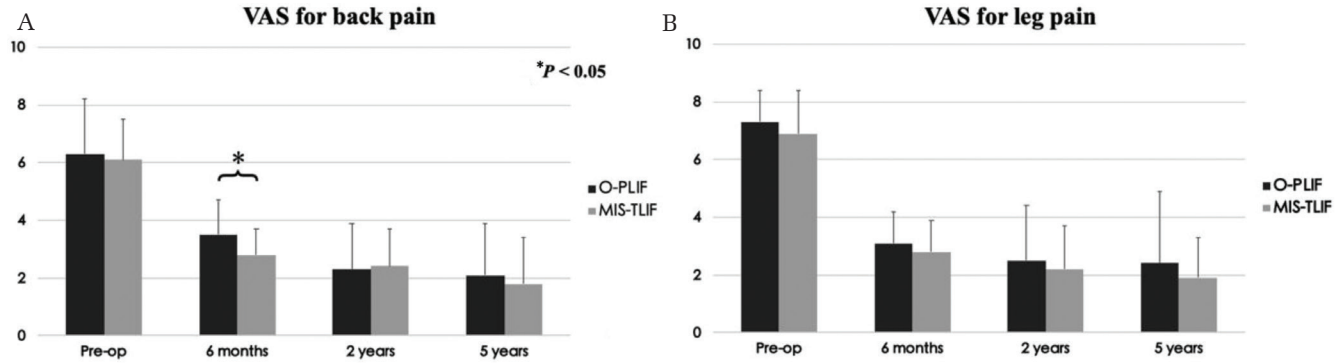 A
VAS for back pain
10
8
6
4
2
0
*P < 0.05
*
O-PLIF
MIS-TLIF
Pre-op 6 months 2 years 5 years
B
VAS for leg pain
10
8
6
4
2
0
O-PLIF
MIS-TLIF
Pre-op 6 months 2 years 5 years